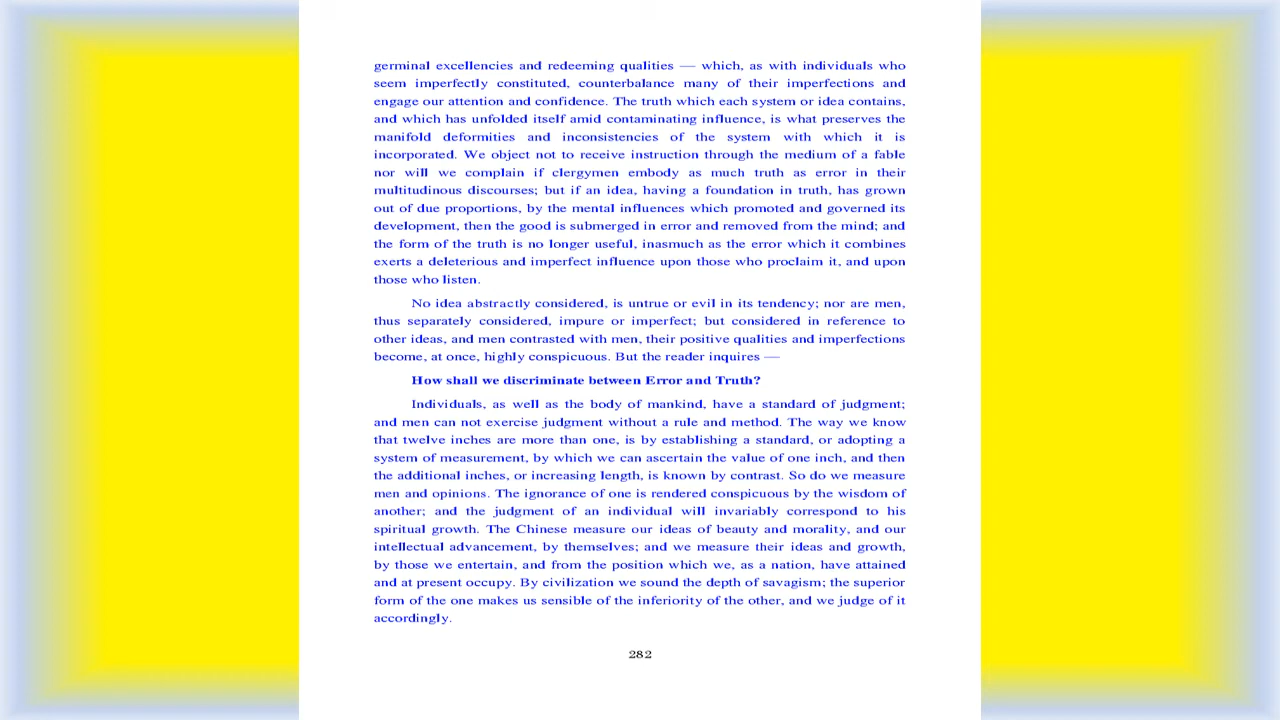 germinal excellencies and redeeming qualities — which, as with individuals who
seem imperfectly constituted, counterbalance many of their imperfections and
engage our attention and confidence. The truth which each system or idea contains,
and which has unfolded itself amid contaminating influence, is what preserves the
manifold deformities and inconsistencies of the system with which it is
incorporated. We object not to receive instruction through the medium of a fable
nor will we complain if clergymen embody as much truth as error in their
multitudinous discourses; but if an idea, having a foundation in truth, has grown
out of due proportions, by the mental influences which promoted and governed its
development, then the good is submerged in error and removed from the mind; and
the form of the truth is no longer useful, inasmuch as the error which it combines
exerts a deleterious and imperfect influence upon those who proclaim it, and upon
those who listen.
No idea abstractly considered, is untrue or evil in its tendency; nor are men,
thus separately considered, impure or imperfect; but considered in reference to
other ideas, and men contrasted with men, their positive qualities and imperfections
become, at once, highly conspicuous. But the reader inquires —
How shall we discriminate between Error and Truth?
Individuals, as well as the body of mankind, have a standard of judgment;
and men can not exercise judgment without a rule and method. The way we know
that twelve inches are more than one, is by establishing a standard, or adopting a
system of measurement, by which we can ascertain the value of one inch, and then
the additional inches, or increasing length, is known by contrast. So do we measure
men and opinions. The ignorance of one is rendered conspicuous by the wisdom of
another; and the judgment of an individual will invariably correspond to his
spiritual growth. The Chinese measure our ideas of beauty and morality, and our
intellectual advancement, by themselves; and we measure their ideas and growth,
by those we entertain, and from the position which we, as a nation, have attained
and at present occupy. By civilization we sound the depth of savagism; the superior
form of the one makes us sensible of the inferiority of the other, and we judge of it
accordingly.
282